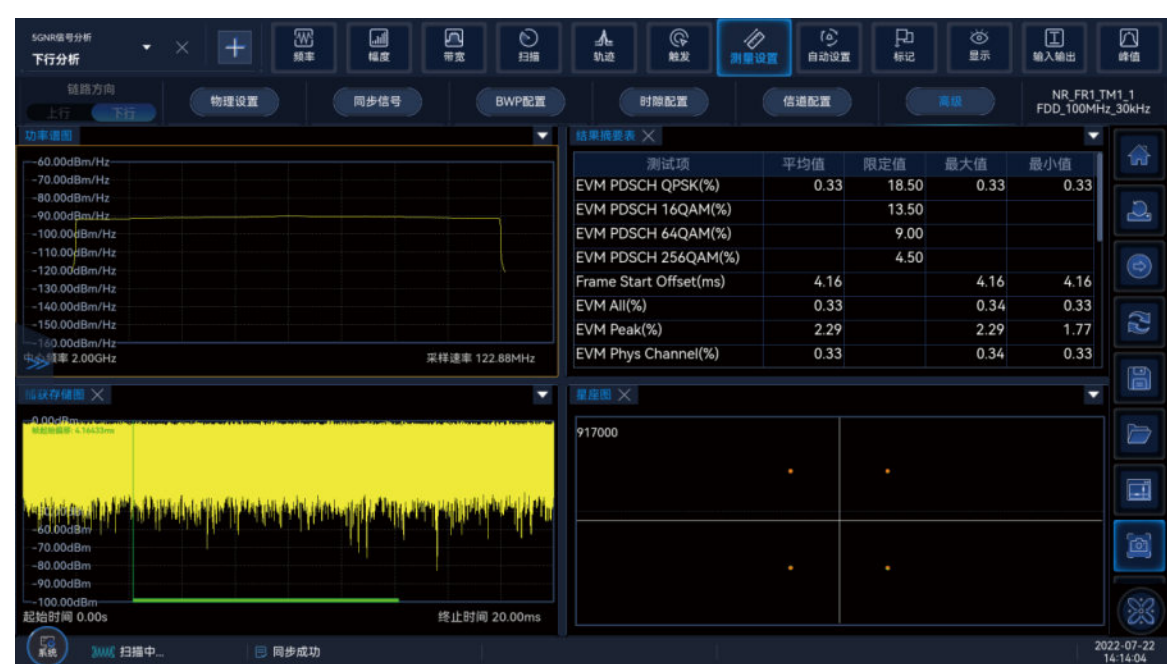 5GNR信号分析
下行分析
频率
幅度
带宽
扫描
轨迹
触发
测量设置
自动设置
标记
显示
输入输出
峰值
链路方向
上行 下行
物理设置
同步信号
BWP配置
时隙配置
信道配置
高级
NR_FR1_TM1_1
FDD_100MHz_30kHz
功率谱图
-60.00dBm/Hz
-70.00dBm/Hz
-80.00dBm/Hz
-90.00dBm/Hz
-100.00dBm/Hz
-110.00dBm/Hz
-120.00dBm/Hz
-130.00dBm/Hz
-140.00dBm/Hz
-150.00dBm/Hz
-160.00dBm/Hz
中心频率 2.00GHz 采样速率 122.88MHz
结果摘要表
测试项 平均值 限定值 最大值 最小值
EVM PDSCH QPSK(%) 0.33 18.50 0.33 0.33
EVM PDSCH 16QAM(%) 13.50
EVM PDSCH 64QAM(%) 9.00
EVM PDSCH 256QAM(%) 4.50
Frame Start Offset(ms) 4.16 4.16 4.16
EVM All(%) 0.33 0.34 0.33
EVM Peak(%) 2.29 2.29 1.77
EVM Phys Channel(%) 0.33 0.34 0.33
捕获存储图
0.00dBm
帧起始偏移: 4.16433ms
-60.00dBm
-70.00dBm
-80.00dBm
-90.00dBm
-100.00dBm
起始时间 0.00s 终止时间 20.00ms
星座图
917000
系统
扫描中...
同步成功
2022-07-22
14:14:04